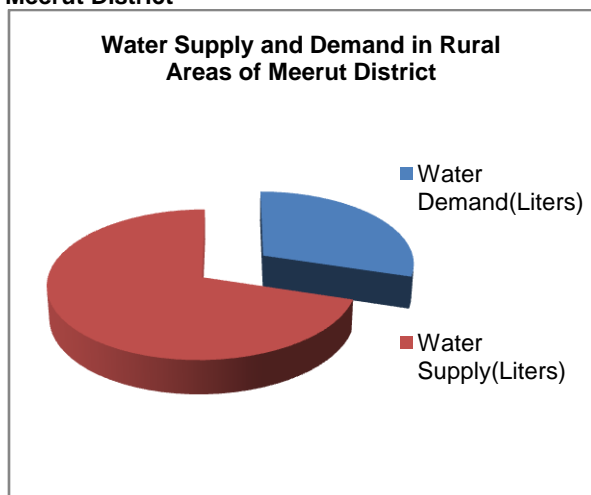 Meerut District
Water Supply and Demand in Rural
Areas of Meerut District
Water
Demand(Liters)
Water
Supply(Liters)